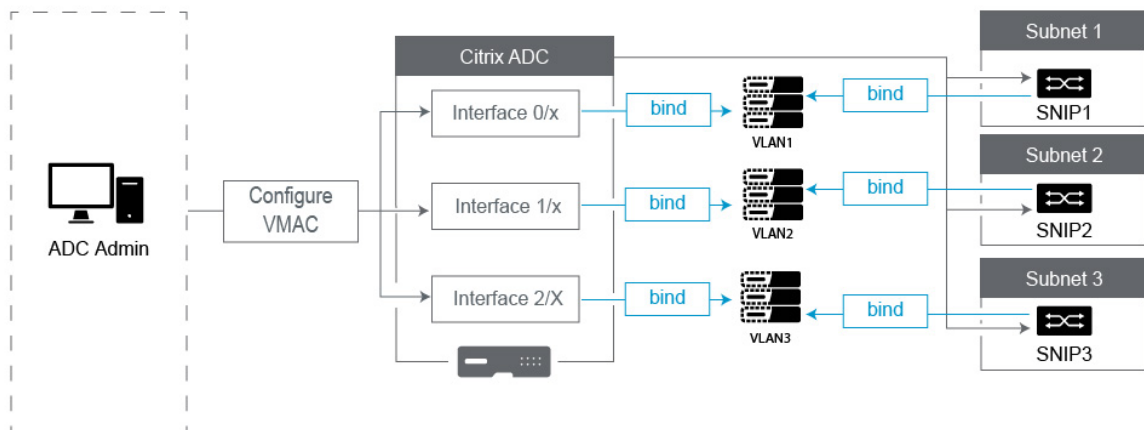 ADC Admin
Configure
VMAC
Citrix ADC
Interface 0/x
Interface 1/x
Interface 2/X
bind
bind
bind
VLAN1
VLAN2
VLAN3
bind
bind
bind
Subnet 1
SNIP1
Subnet 2
SNIP2
Subnet 3
SNIP3